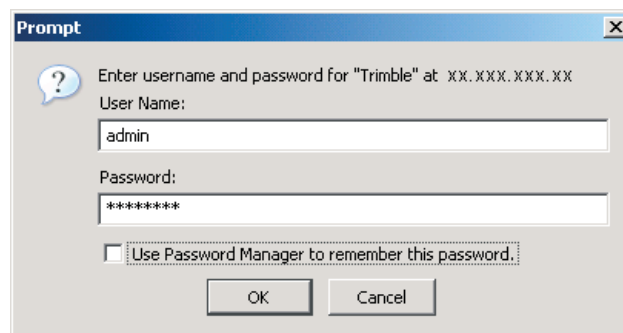 Prompt
Enter username and password for "Trimble" at XX.XXX.XXX.XX
User Name:
admin
Password:
********
Use Password Manager to remember this password.
OK Cancel